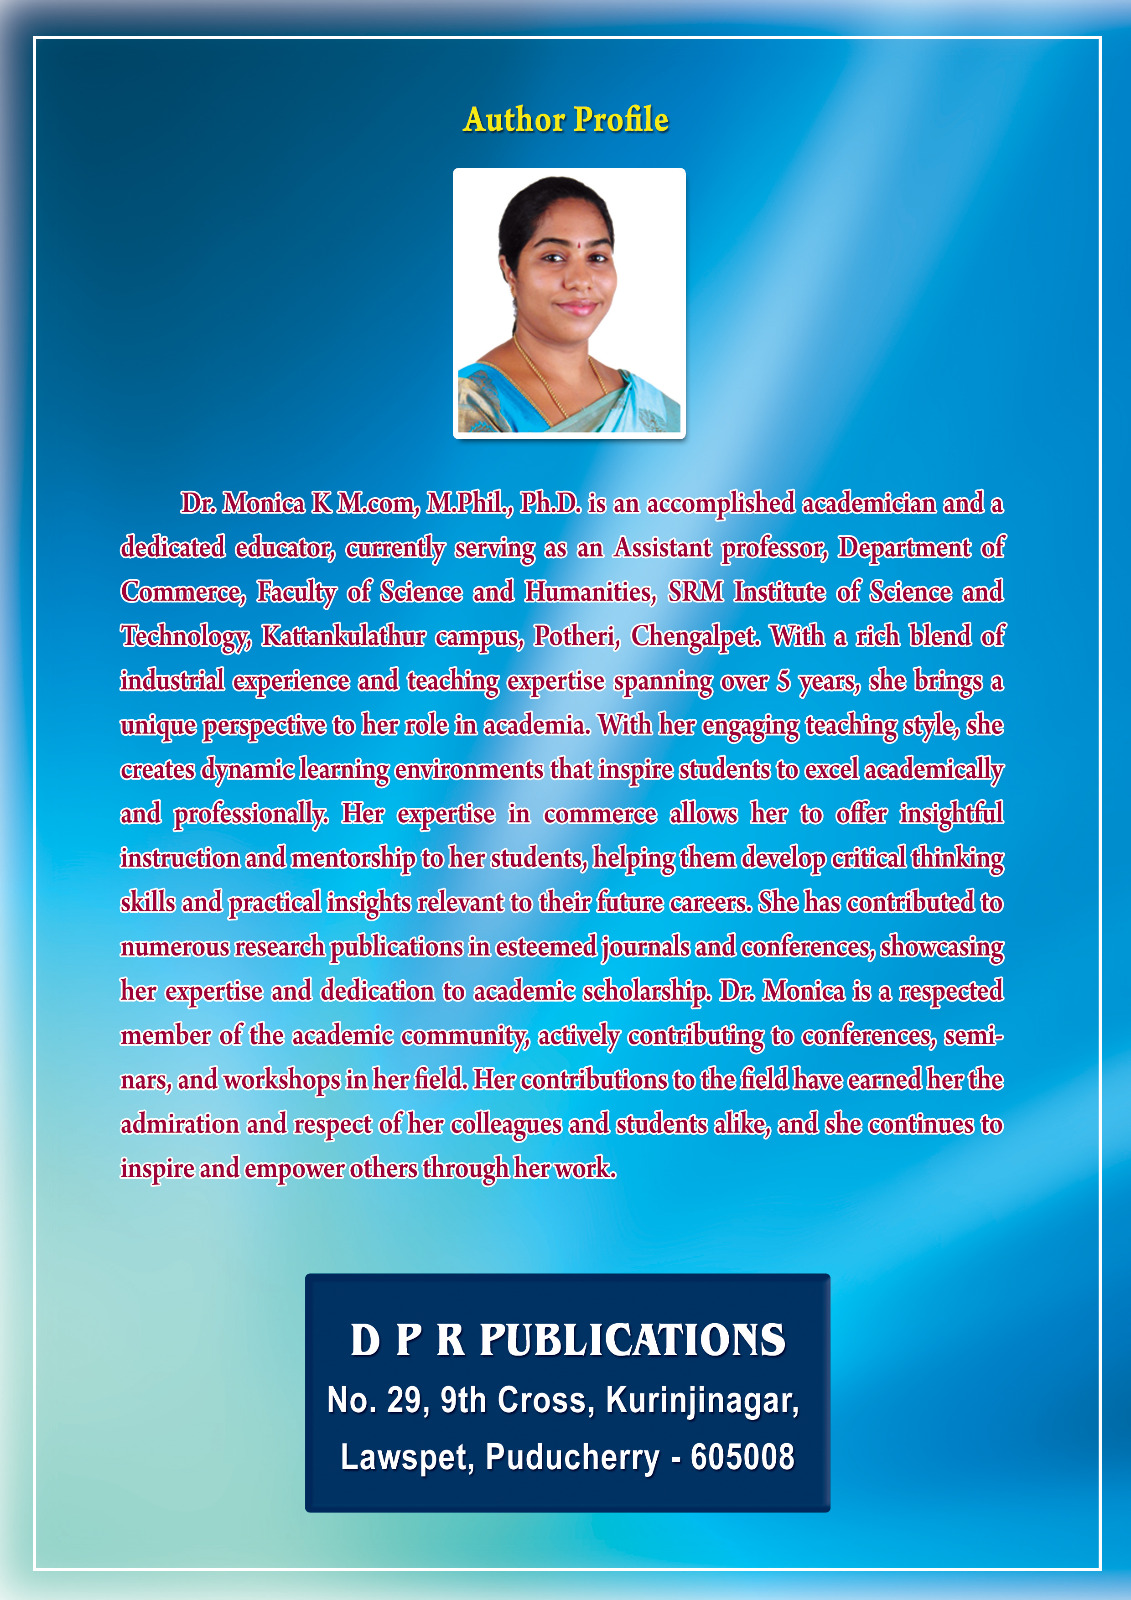 Author Profile
Dr. Monica K M.com, M.Phil., Ph.D. is an accomplished academician and a
dedicated educator, currently serving as an Assistant professor, Department of
Commerce, Faculty of Science and Humanities, SRM Institute of Science and
Technology, Kattankulathur campus, Potheri, Chengalpet. With a rich blend of
industrial experience and teaching expertise spanning over 5 years, she brings a
unique perspective to her role in academia. With her engaging teaching style, she
creates dynamic learning environments that inspire students to excel academically
and professionally. Her expertise in commerce allows her to offer insightful
instruction and mentorship to her students, helping them develop critical thinking
skills and practical insights relevant to their future careers. She has contributed to
numerous research publications in esteemed journals and conferences, showcasing
her expertise and dedication to academic scholarship. Dr. Monica is a respected
member of the academic community, actively contributing to conferences, semi-
nars, and workshops in her field. Her contributions to the field have earned her the
admiration and respect of her colleagues and students alike, and she continues to
inspire and empower others through her work.
D P R PUBLICATIONS
No. 29, 9th Cross, Kurinjinagar,
Lawspet, Puducherry - 605008